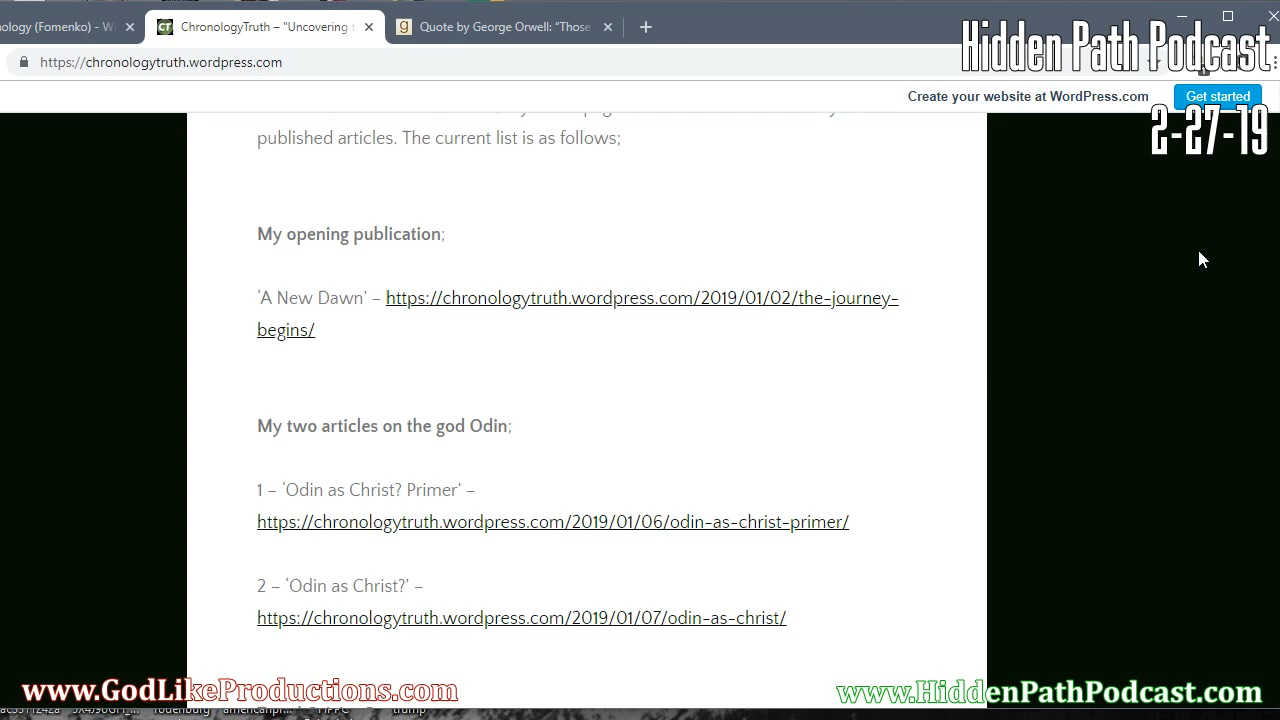 nology (Fomenko) - W
ChronologyTruth – "Uncovering t
Quote by George Orwell: "Those
Hidden Path Podcast
https://chronologytruth.wordpress.com
Create your website at WordPress.com
Get started
2-27-19
published articles. The current list is as follows;
My opening publication;
‘A New Dawn’ – https://chronologytruth.wordpress.com/2019/01/02/the-journey-
begins/
My two articles on the god Odin;
1 – ‘Odin as Christ? Primer’ –
https://chronologytruth.wordpress.com/2019/01/06/odin-as-christ-primer/
2 – ‘Odin as Christ?’ –
https://chronologytruth.wordpress.com/2019/01/07/odin-as-christ/
www.GodLikeProductions.com
www.HiddenPathPodcast.com